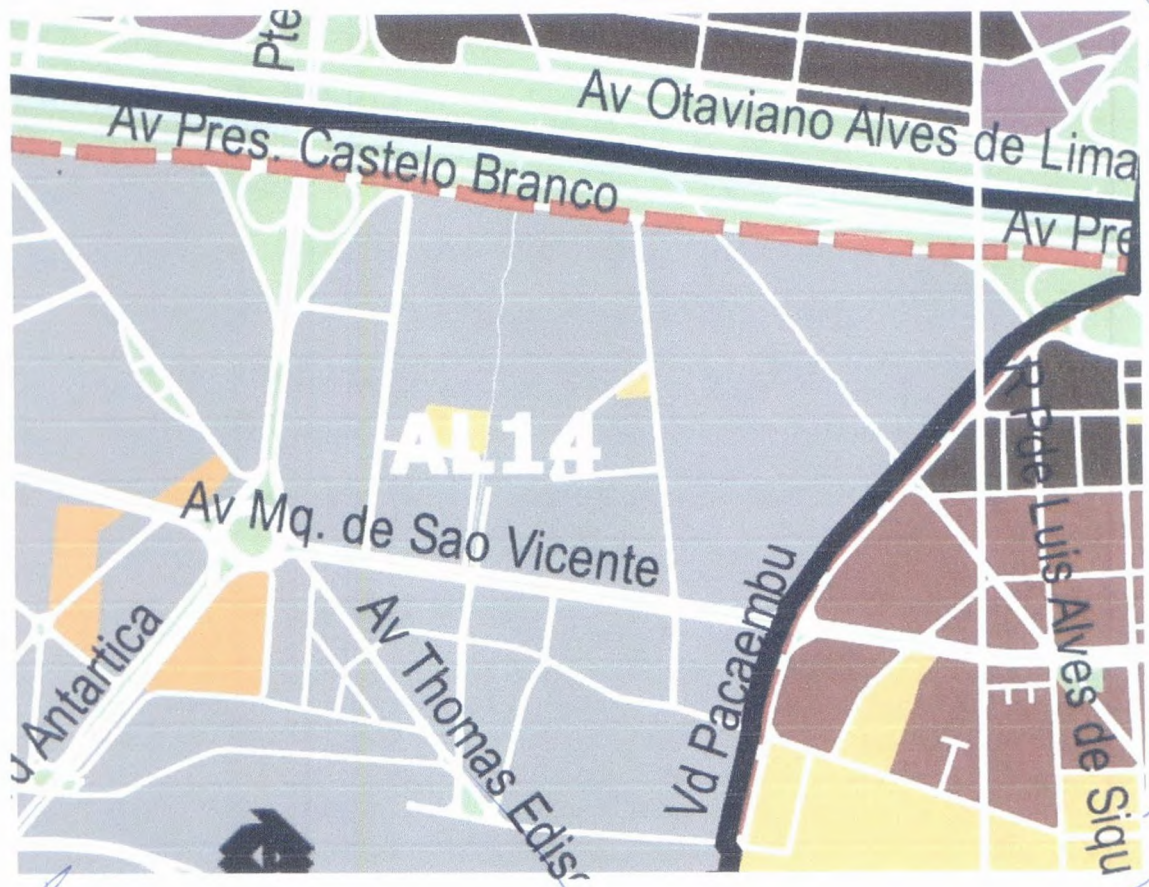 Pte
Av Otaviano Alves de Lima
Av Pres. Castelo Branco
Av Pre
AL14
Av Mq. de Sao Vicente
R Pde Luis Alves de Siqu
Av Thomas Edis
Vd Pacaembu
Antartica